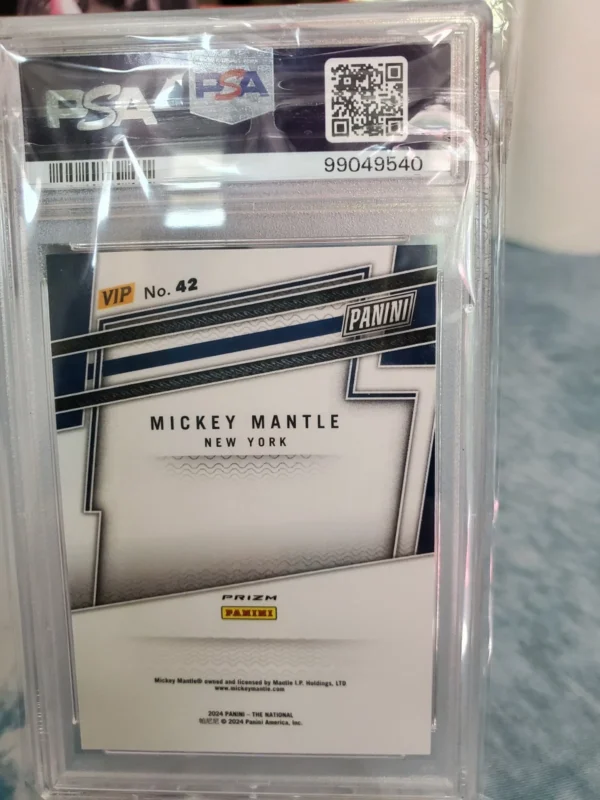 PSA PSA
99049540
VIP No. 42
PANINI
MICKEY MANTLE
NEW YORK
PRIZM
PANINI
Mickey Mantle® owned and licensed by Mantle I.P. Holdings, LTD
www.mickeymantle.com
2024 PANINI – THE NATIONAL
© 2024 Panini America, Inc.